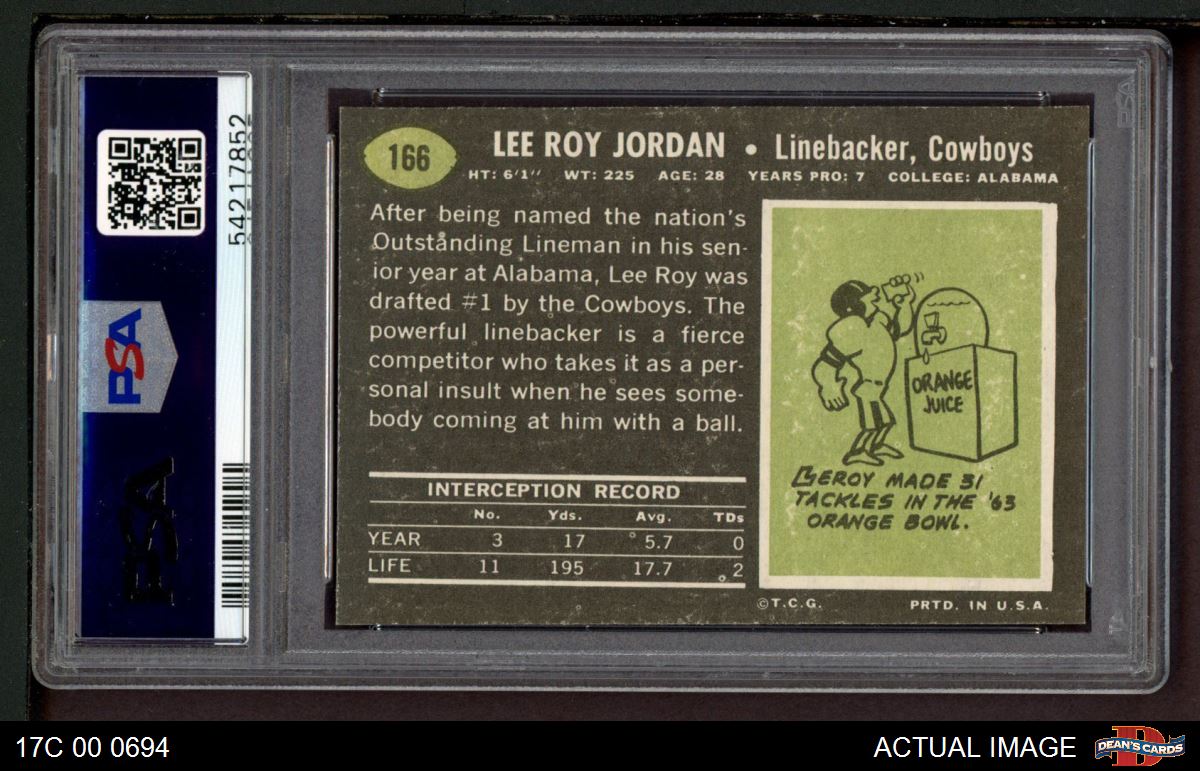 54217852
PSA
PSA
166
LEE ROY JORDAN • Linebacker, Cowboys
HT: 6'1" WT: 225 AGE: 28 YEARS PRO: 7 COLLEGE: ALABAMA
After being named the nation's
Outstanding Lineman in his sen-
ior year at Alabama, Lee Roy was
drafted #1 by the Cowboys. The
powerful linebacker is a fierce
competitor who takes it as a per-
sonal insult when he sees some-
body coming at him with a ball.
INTERCEPTION RECORD
No. Yds. Avg. TDs
YEAR 3 17 5.7 0
LIFE 11 195 17.7 2
ORANGE
JUICE
LEROY MADE 31
TACKLES IN THE '63
ORANGE BOWL.
©T.C.G. PRTD. IN U.S.A.
17C 00 0694
ACTUAL IMAGE
DEAN'S CARDS